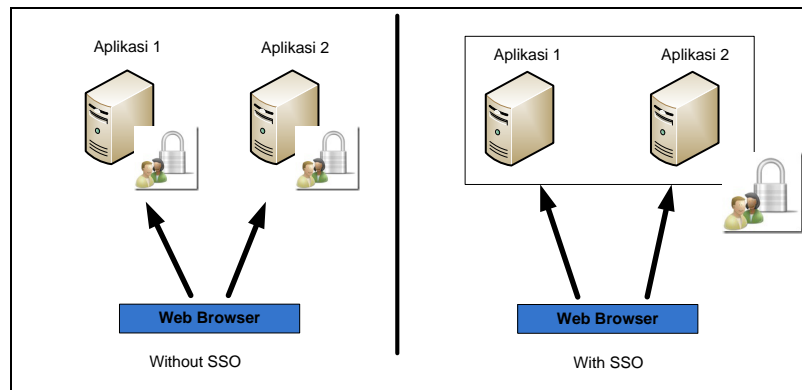 Aplikasi 1
Aplikasi 2
Web Browser
Without SSO
Aplikasi 1
Aplikasi 2
Web Browser
With SSO